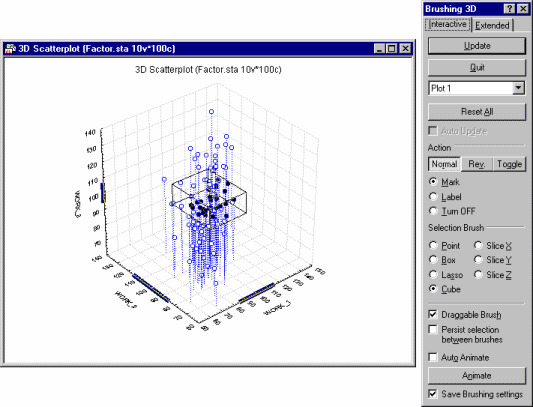 Brushing 3D
Interactive Extended
Update
Quit
Plot 1
Reset All
Auto Update
Action
Normal Rev. Toggle
Mark
Label
Turn OFF
Selection Brush
Point Slice X
Box Slice Y
Lasso Slice Z
Cube
Draggable Brush
Persist selection
between brushes
Auto Animate
Animate
Save Brushing settings
3D Scatterplot (Factor.sta 10v*100c)
3D Scatterplot (Factor.sta 10v*100c)
140
130
120
110
100
90
80
70
WORK_3
WORK_2
WORK_1